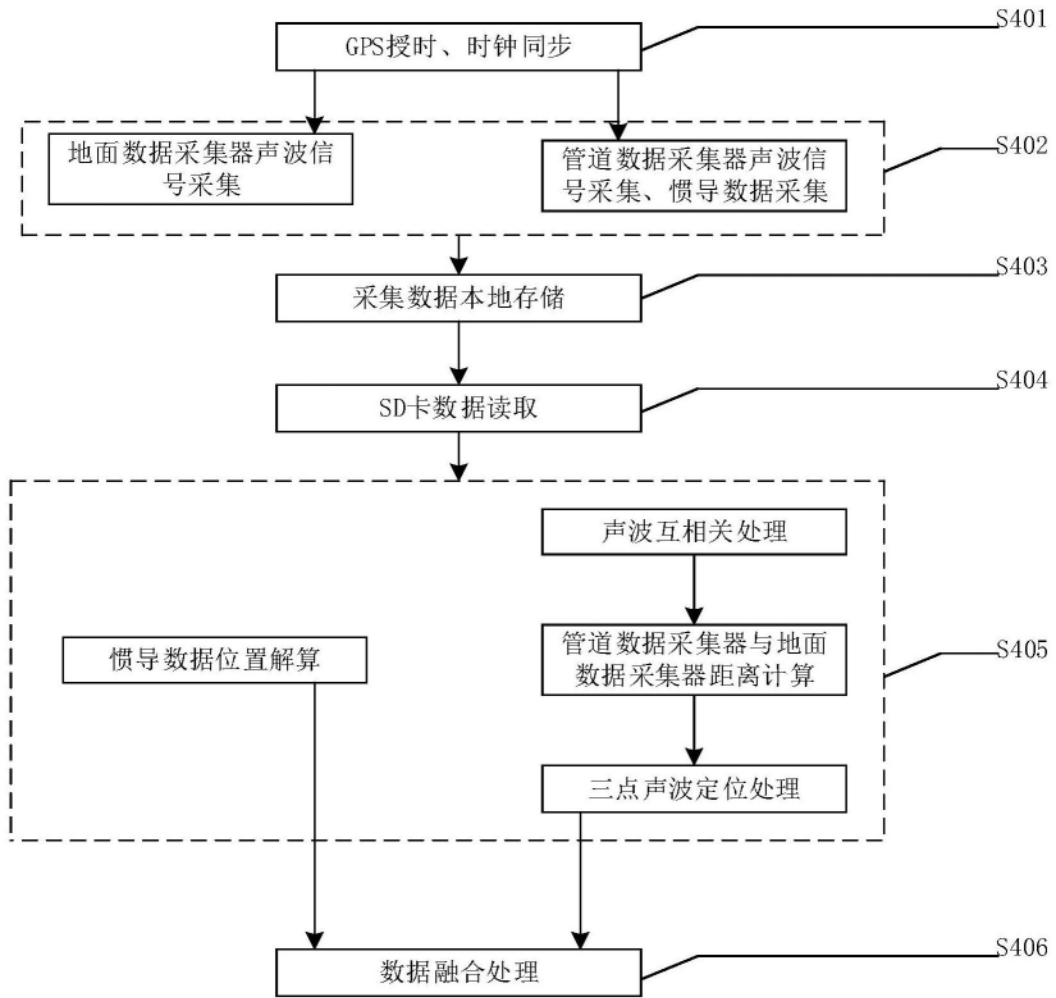 S401
GPS授时、时钟同步
地面数据采集器声波信
号采集
管道数据采集器声波信
号采集、惯导数据采集
S402
采集数据本地存储
S403
SD卡数据读取
S404
声波互相关处理
惯导数据位置解算
管道数据采集器与地面
数据采集器距离计算
S405
三点声波定位处理
数据融合处理
S406